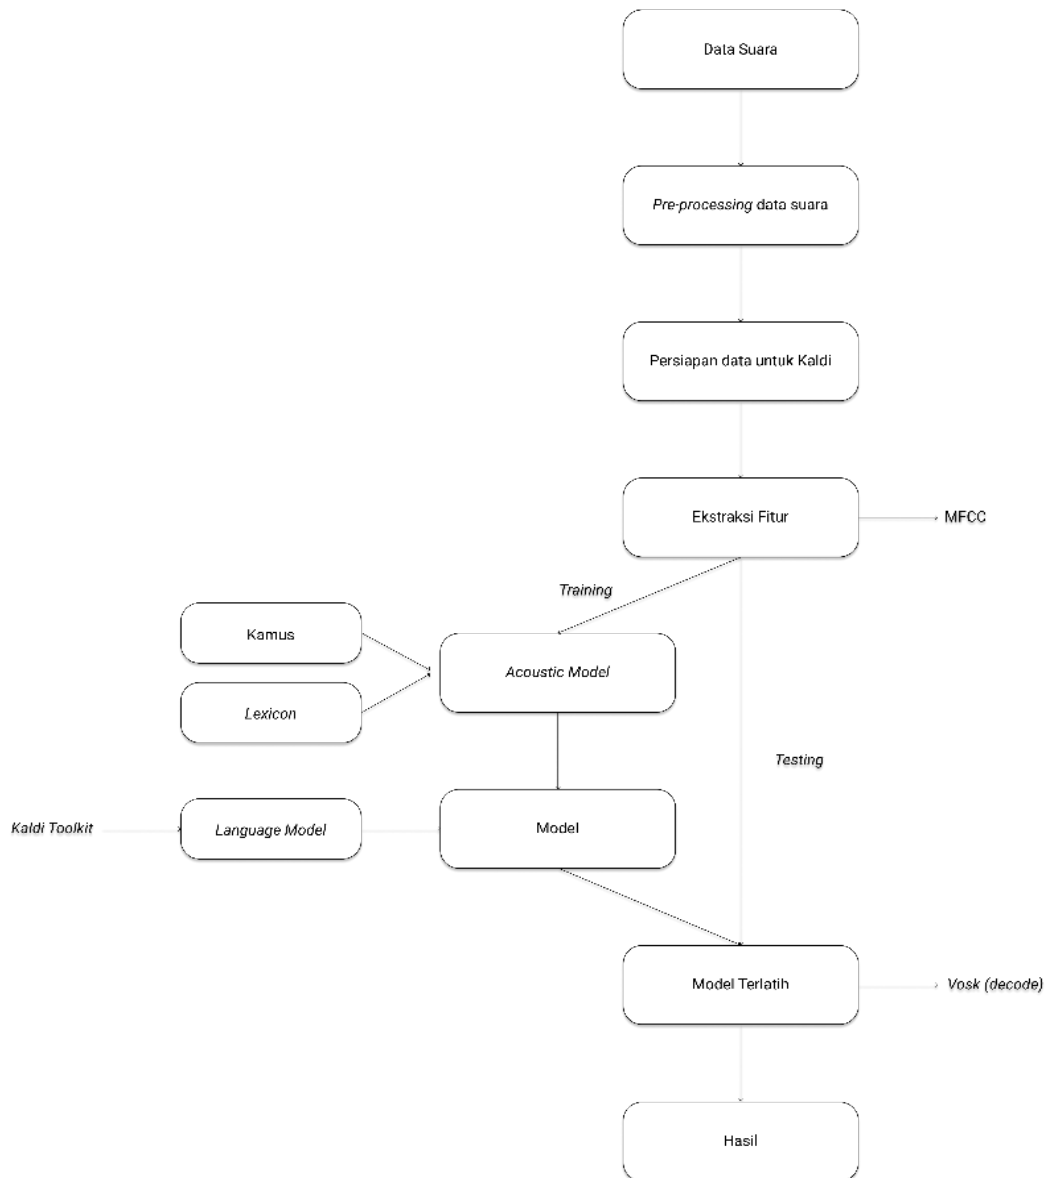 Data Suara
Pre-processing data suara
Persiapan data untuk Kaldi
Ekstraksi Fitur
MFCC
Training
Kamus
Acoustic Model
Lexicon
Testing
Kaldi Toolkit
Language Model
Model
Model Terlatih
Vosk (decode)
Hasil